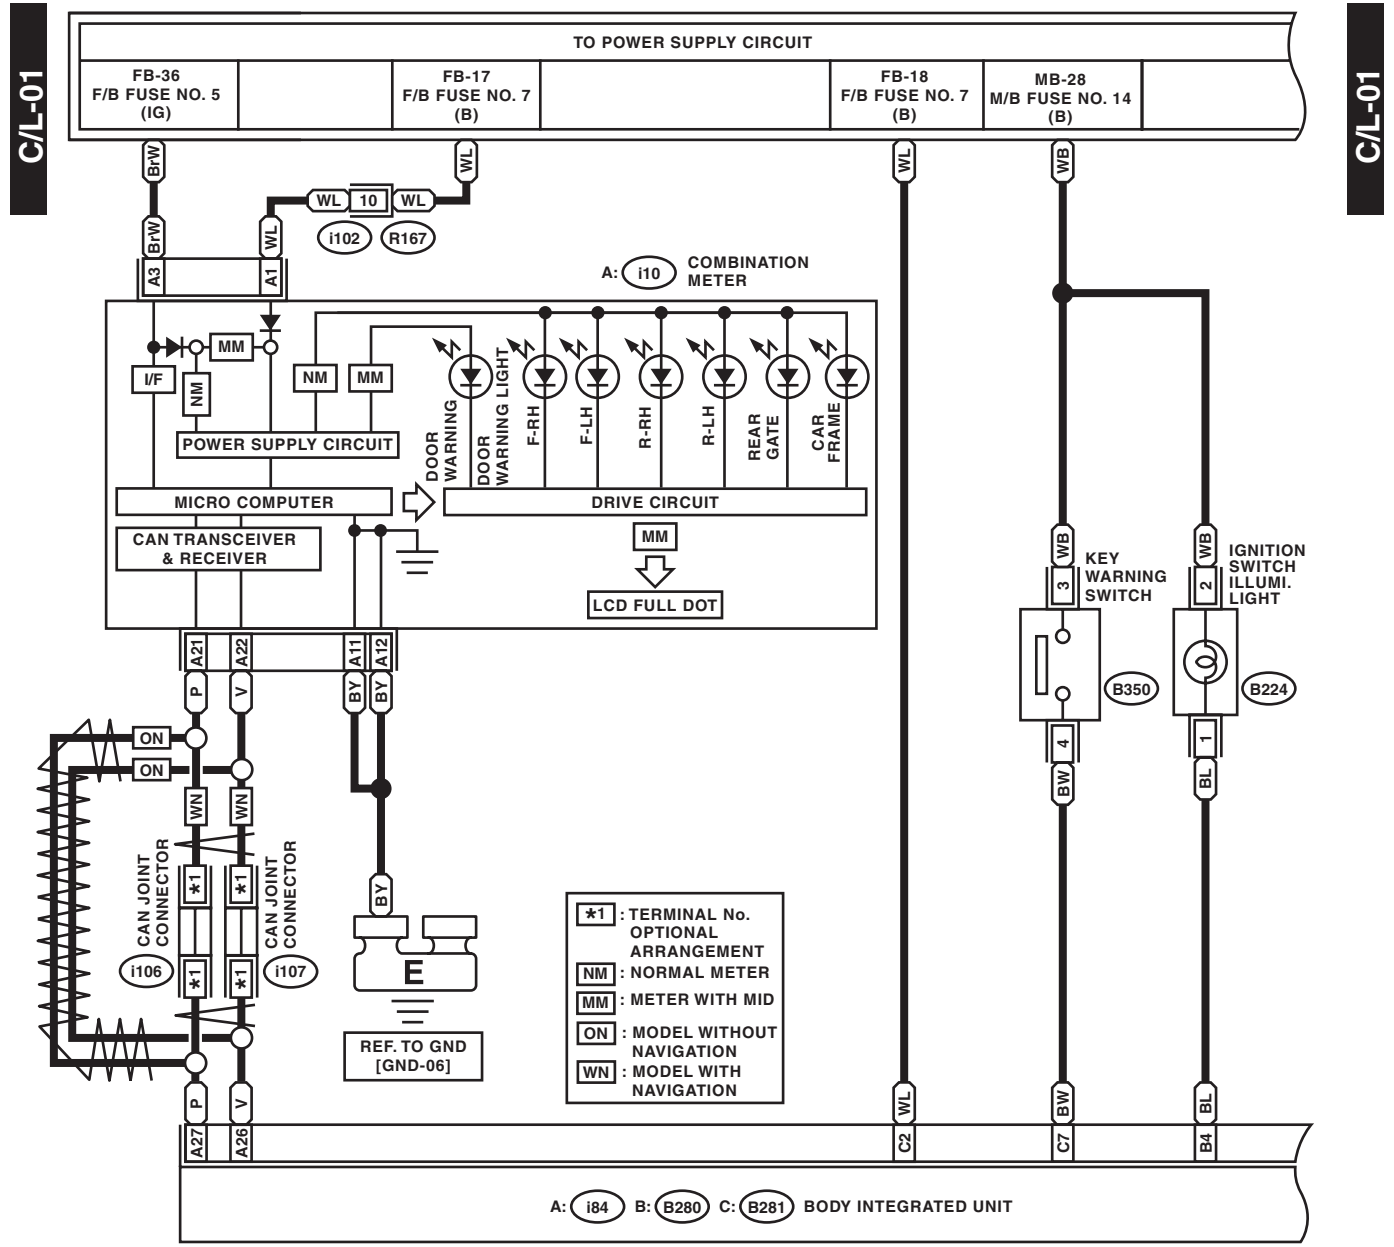 C/L-01
C/L-01
TO POWER SUPPLY CIRCUIT
FB-36
F/B FUSE NO. 5
(IG)
FB-17
F/B FUSE NO. 7
(B)
FB-18
F/B FUSE NO. 7
(B)
MB-28
M/B FUSE NO. 14
(B)
BrW
WL
WL
WB
WL
10
WL
i102
R167
BrW
WL
A3
A1
A:
i10
COMBINATION
METER
MM
I/F
NM
NM
MM
POWER SUPPLY CIRCUIT
DOOR
WARNING
DOOR
WARNING LIGHT
F-RH
F-LH
R-RH
R-LH
REAR
GATE
CAR
FRAME
MICRO COMPUTER
DRIVE CIRCUIT
CAN TRANSCEIVER
& RECEIVER
MM
LCD FULL DOT
WB
3
KEY
WARNING
SWITCH
WB
2
IGNITION
SWITCH
ILLUMI.
LIGHT
B350
B224
4
BW
1
BL
A21
A22
A11
A12
P
V
BY
BY
ON
ON
WN
WN
CAN JOINT
CONNECTOR
*1
*1
CAN JOINT
CONNECTOR
i106
*1
*1
i107
BY
E
REF. TO GND
[GND-06]
*1 : TERMINAL No.
OPTIONAL
ARRANGEMENT
NM : NORMAL METER
MM : METER WITH MID
ON : MODEL WITHOUT
NAVIGATION
WN : MODEL WITH
NAVIGATION
P
V
WL
BW
BL
A27
A26
C2
C7
B4
A: i84 B: B280 C: B281 BODY INTEGRATED UNIT